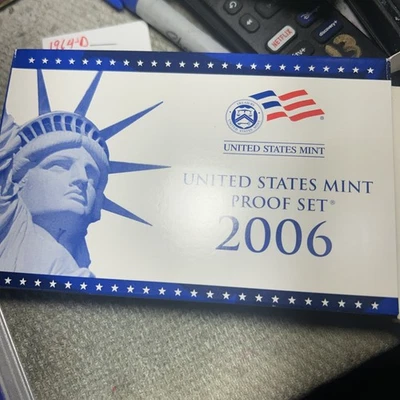 1964-D
NETFLIX
UNITED STATES MINT
UNITED STATES MINT
PROOF SET®
2006